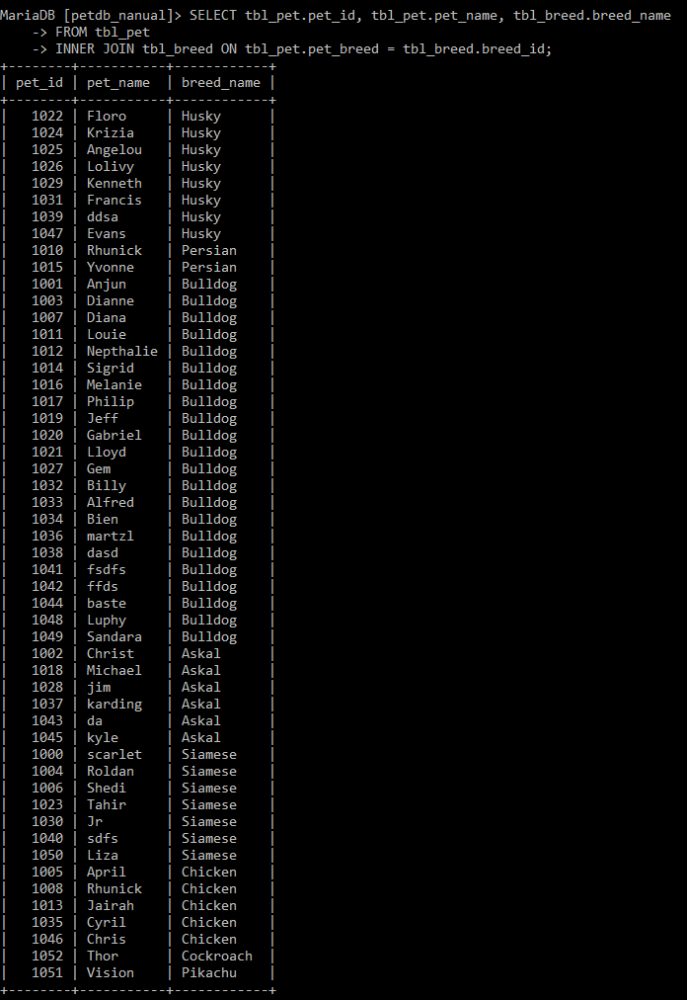 MariaDB [petdb_nanual]> SELECT tbl_pet.pet_id, tbl_pet.pet_name, tbl_breed.breed_name
    -> FROM tbl_pet
    -> INNER JOIN tbl_breed ON tbl_pet.pet_breed = tbl_breed.breed_id;
+--------+-----------+------------+
| pet_id | pet_name  | breed_name |
+--------+-----------+------------+
|   1022 | Floro     | Husky      |
|   1024 | Krizia    | Husky      |
|   1025 | Angelou   | Husky      |
|   1026 | Lolivy    | Husky      |
|   1029 | Kenneth   | Husky      |
|   1031 | Francis   | Husky      |
|   1039 | ddsa      | Husky      |
|   1047 | Evans     | Husky      |
|   1010 | Rhunick   | Persian    |
|   1015 | Yvonne    | Persian    |
|   1001 | Anjun     | Bulldog    |
|   1003 | Dianne    | Bulldog    |
|   1007 | Diana     | Bulldog    |
|   1011 | Louie     | Bulldog    |
|   1012 | Nepthalie | Bulldog    |
|   1014 | Sigrid    | Bulldog    |
|   1016 | Melanie   | Bulldog    |
|   1017 | Philip    | Bulldog    |
|   1019 | Jeff      | Bulldog    |
|   1020 | Gabriel   | Bulldog    |
|   1021 | Lloyd     | Bulldog    |
|   1027 | Gem       | Bulldog    |
|   1032 | Billy     | Bulldog    |
|   1033 | Alfred    | Bulldog    |
|   1034 | Bien      | Bulldog    |
|   1036 | martzl    | Bulldog    |
|   1038 | dasd      | Bulldog    |
|   1041 | fsdfs     | Bulldog    |
|   1042 | ffds      | Bulldog    |
|   1044 | baste     | Bulldog    |
|   1048 | Luphy     | Bulldog    |
|   1049 | Sandara   | Bulldog    |
|   1002 | Christ    | Askal      |
|   1018 | Michael   | Askal      |
|   1028 | jim       | Askal      |
|   1037 | karding   | Askal      |
|   1043 | da        | Askal      |
|   1045 | kyle      | Askal      |
|   1000 | scarlet   | Siamese    |
|   1004 | Roldan    | Siamese    |
|   1006 | Shedi     | Siamese    |
|   1023 | Tahir     | Siamese    |
|   1030 | Jr        | Siamese    |
|   1040 | sdfs      | Siamese    |
|   1050 | Liza      | Siamese    |
|   1005 | April     | Chicken    |
|   1008 | Rhunick   | Chicken    |
|   1013 | Jairah    | Chicken    |
|   1035 | Cyril     | Chicken    |
|   1046 | Chris     | Chicken    |
|   1052 | Thor      | Cockroach  |
|   1051 | Vision    | Pikachu    |
+--------+-----------+------------+